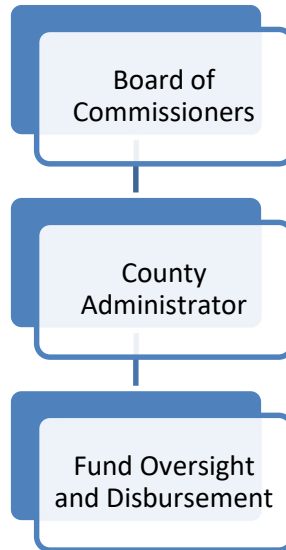 Board of
Commissioners
County
Administrator
Fund Oversight
and Disbursement